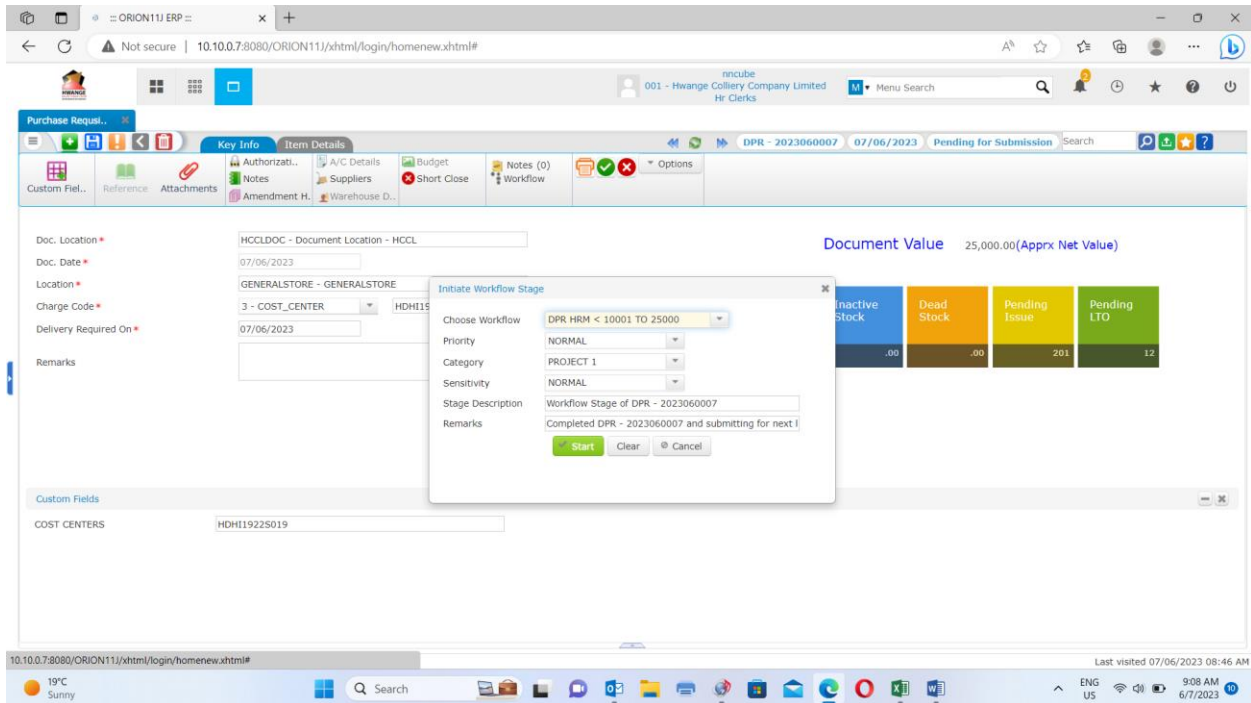 ::: ORION11J ERP :::
Not secure | 10.10.0.7:8080/ORION11J/xhtml/login/homenew.xhtml#
HWANGE
nncube
001 - Hwange Colliery Company Limited
Hr Clerks
M Menu Search
2
Purchase Requsi..
Key Info Item Details
DPR - 2023060007 07/06/2023 Pending for Submission Search
Custom Fiel.. Reference Attachments
Authorizati.. A/C Details Budget
Notes Suppliers Short Close
Amendment H. Warehouse D..
Notes (0)
Workflow
Options
Doc. Location * HCCLDOC - Document Location - HCCL
Document Value 25,000.00(Apprx Net Value)
Doc. Date * 07/06/2023
Location * GENERALSTORE - GENERALSTORE
Charge Code * 3 - COST_CENTER HDHI19
Delivery Required On * 07/06/2023
Remarks
Inactive Stock .00
Dead Stock .00
Pending Issue 201
Pending LTO 12
Initiate Workflow Stage
Choose Workflow DPR HRM < 10001 TO 25000
Priority NORMAL
Category PROJECT 1
Sensitivity NORMAL
Stage Description Workflow Stage of DPR - 2023060007
Remarks Completed DPR - 2023060007 and submitting for next l
Start Clear Cancel
Custom Fields
COST CENTERS HDHI1922S019
10.10.0.7:8080/ORION11J/xhtml/login/homenew.xhtml#
Last visited 07/06/2023 08:46 AM
19°C
Sunny
Search
ENG
US
9:08 AM
6/7/2023
10